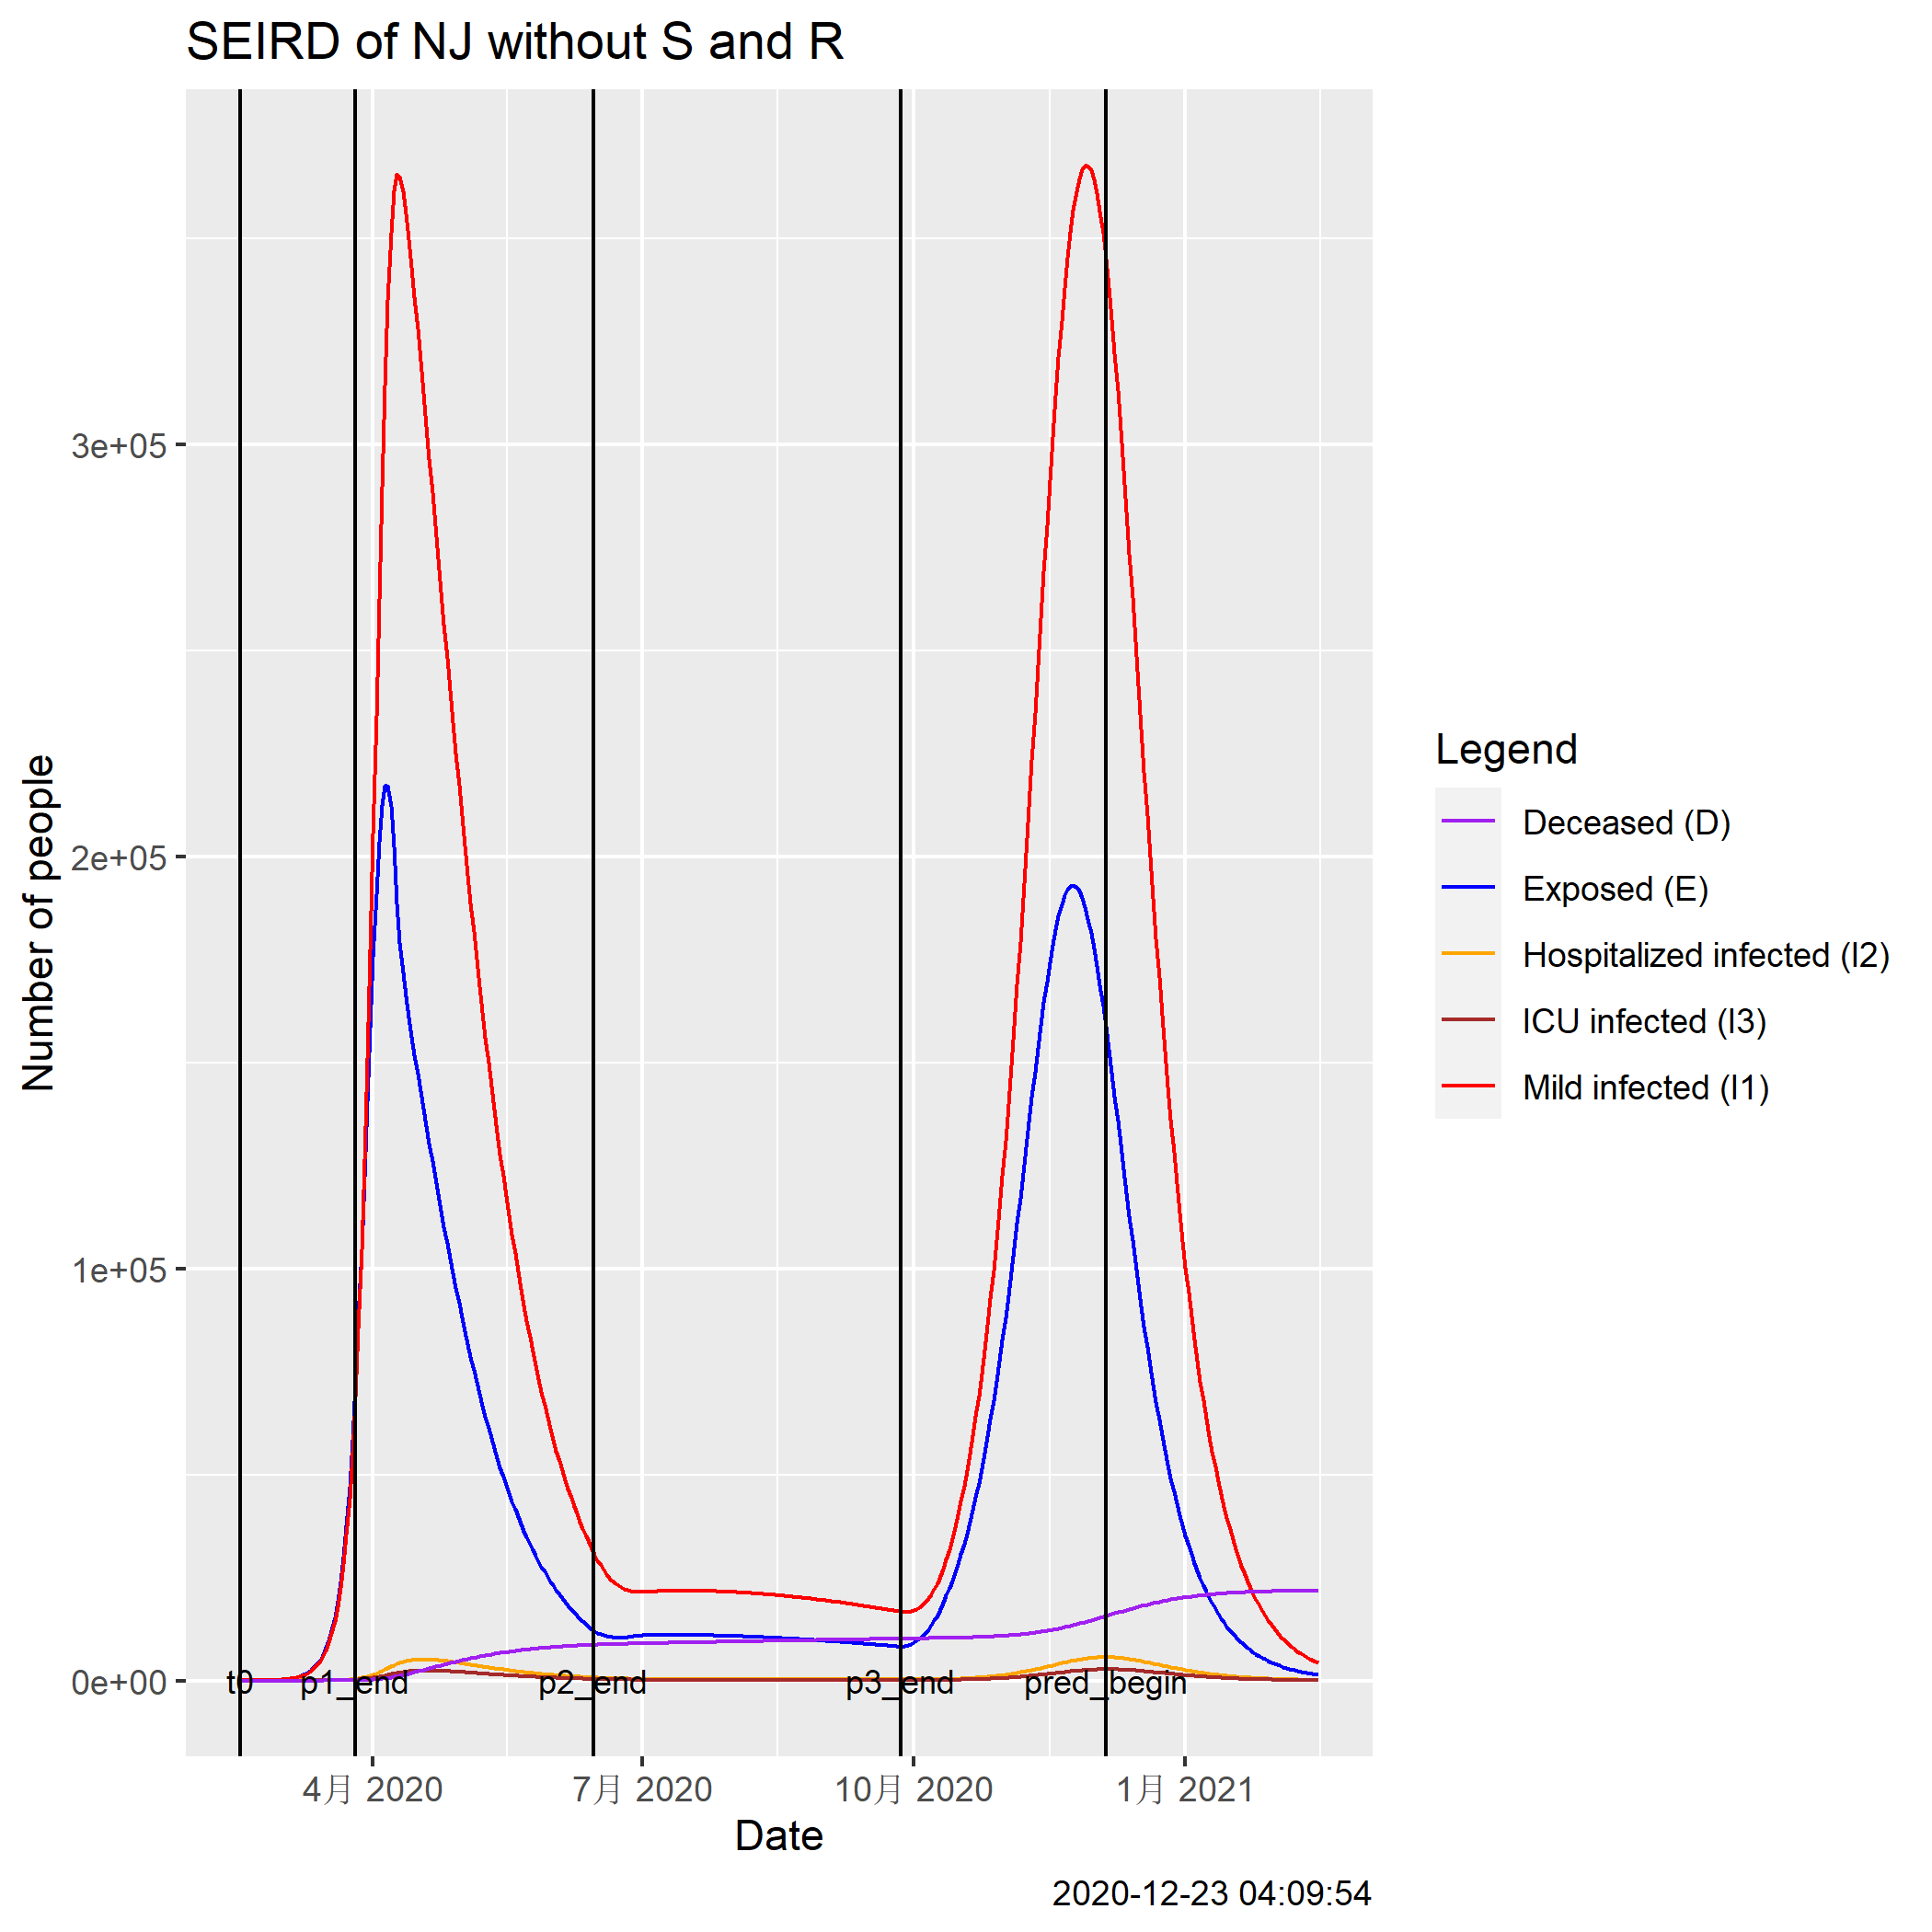 SEIRD of NJ without S and R
Number of people
3e+05
2e+05
1e+05
0e+00
t0
p1_end
p2_end
p3_end
pred_begin
4月 2020
7月 2020
10月 2020
1月 2021
Date
Legend
Deceased (D)
Exposed (E)
Hospitalized infected (I2)
ICU infected (I3)
Mild infected (I1)
2020-12-23 04:09:54